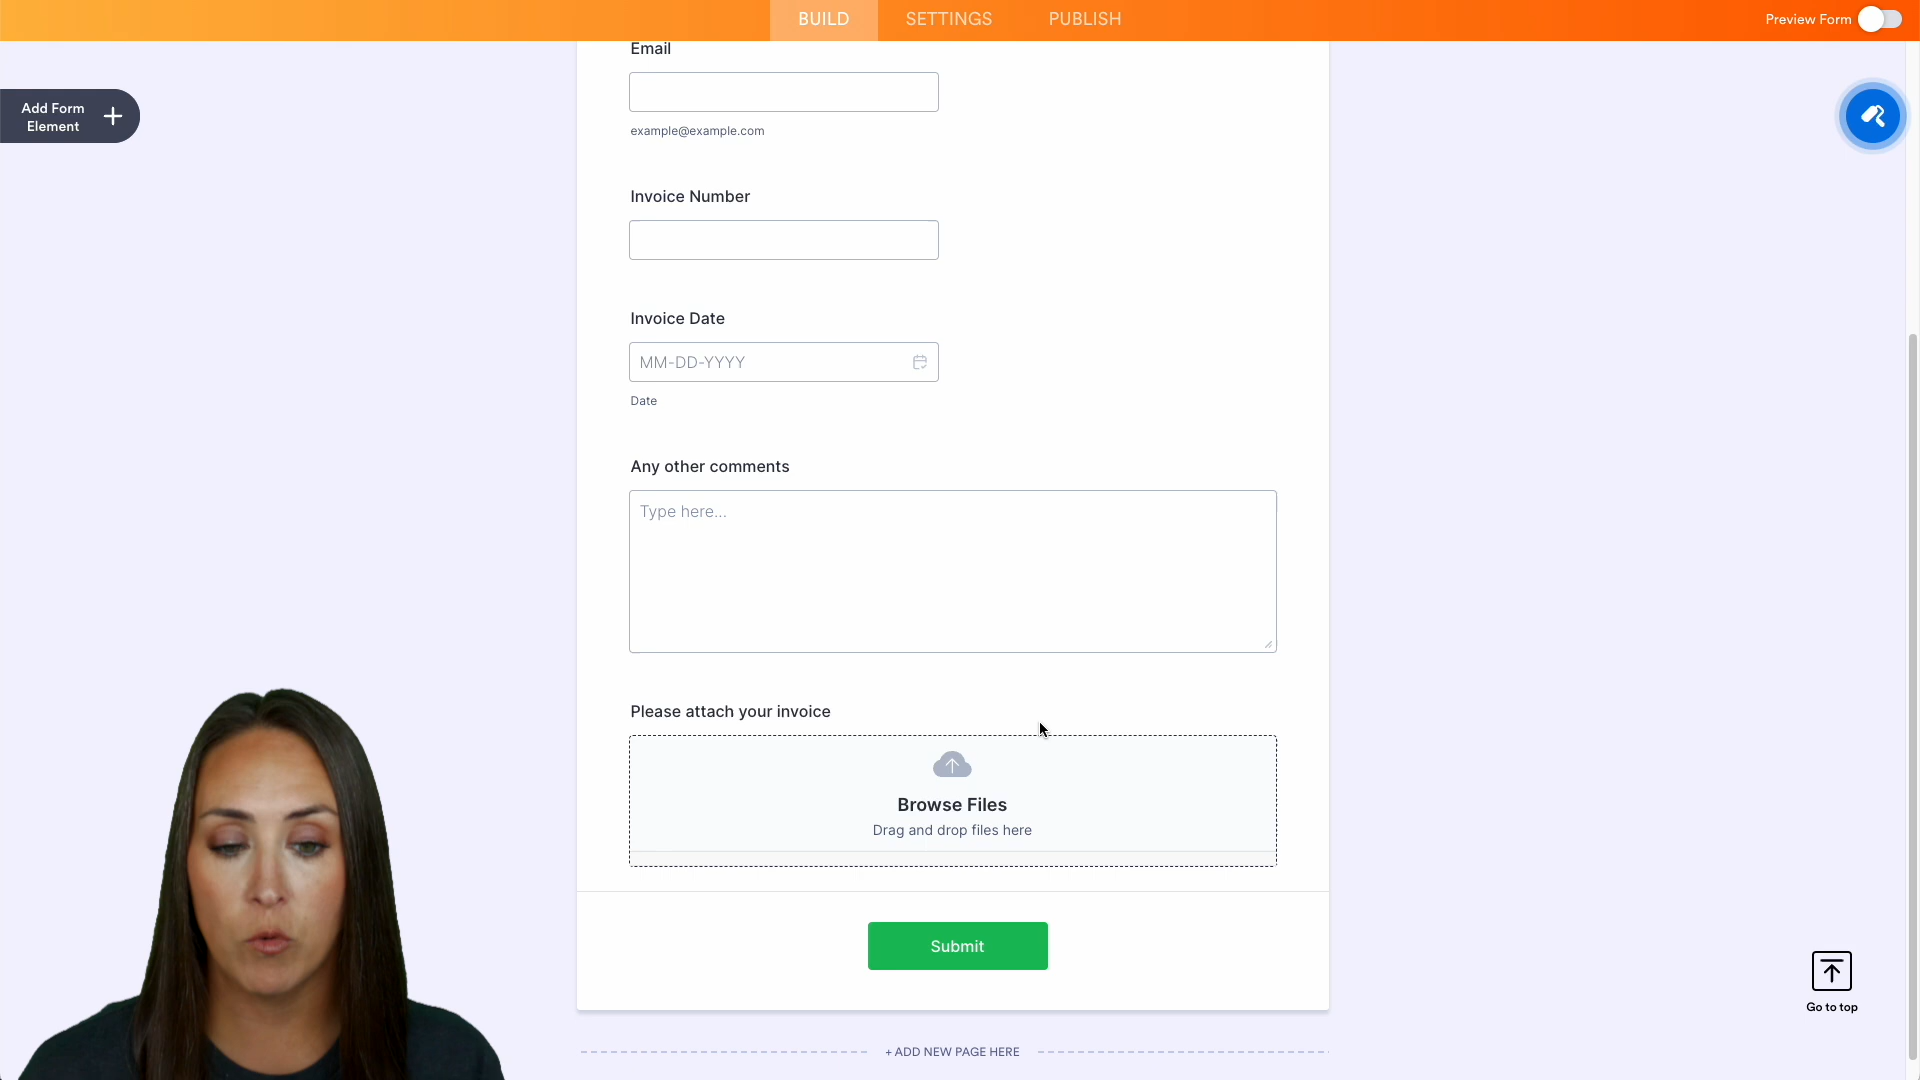 BUILD
SETTINGS
PUBLISH
Preview Form
Add Form
Element
Email
example@example.com
Invoice Number
Invoice Date
MM-DD-YYYY
Date
Any other comments
Type here...
Please attach your invoice
Browse Files
Drag and drop files here
Submit
Go to top
+ ADD NEW PAGE HERE